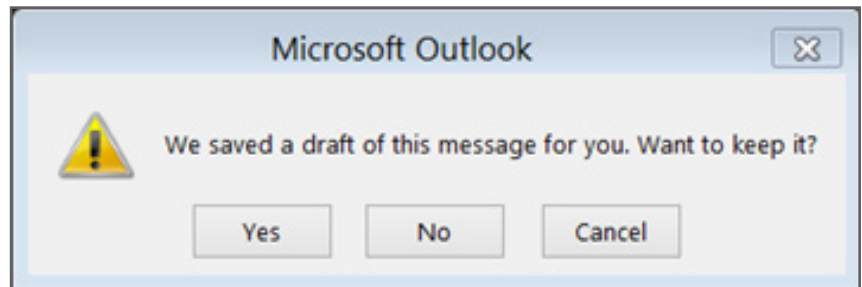 Microsoft Outlook
We saved a draft of this message for you. Want to keep it?
Yes No Cancel